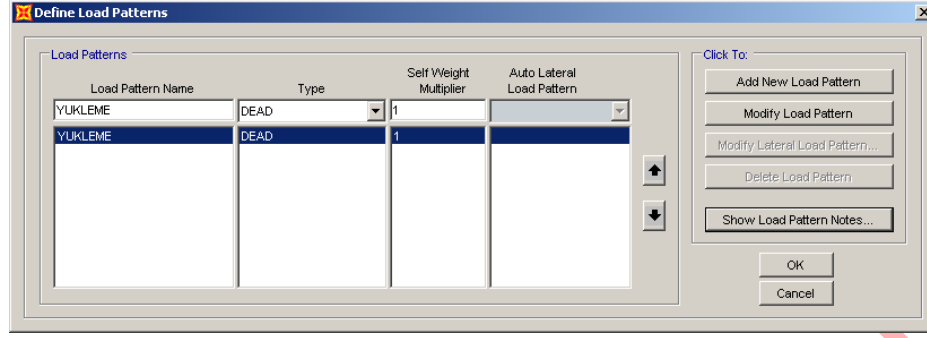 Define Load Patterns
Load Patterns
Click To:
Load Pattern Name
Type
Self Weight
Multiplier
Auto Lateral
Load Pattern
YUKLEME
DEAD
1
YUKLEME
DEAD
1
Add New Load Pattern
Modify Load Pattern
Modify Lateral Load Pattern...
Delete Load Pattern
Show Load Pattern Notes...
OK
Cancel